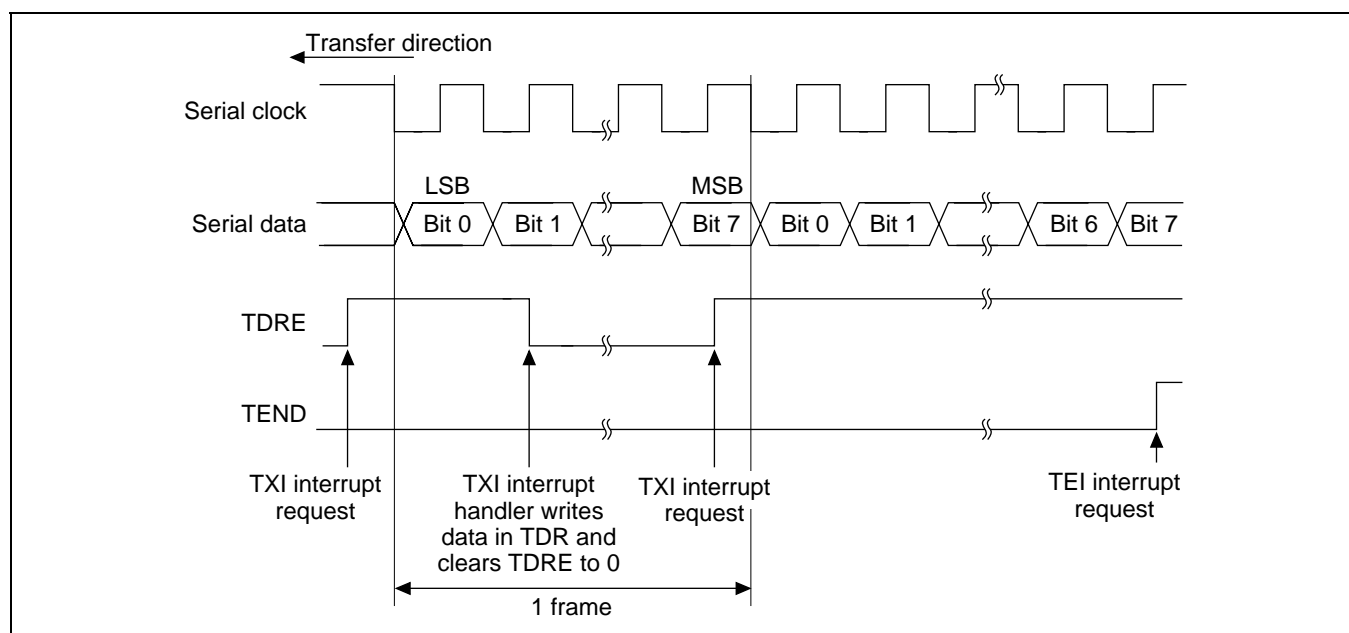 Transfer direction
Serial clock
LSB
MSB
Serial data
Bit 0
Bit 1
Bit 7
Bit 0
Bit 1
Bit 6
Bit 7
TDRE
TEND
TXI interrupt
request
TXI interrupt
handler writes
data in TDR and
clears TDRE to 0
TXI interrupt
request
TEI interrupt
request
1 frame